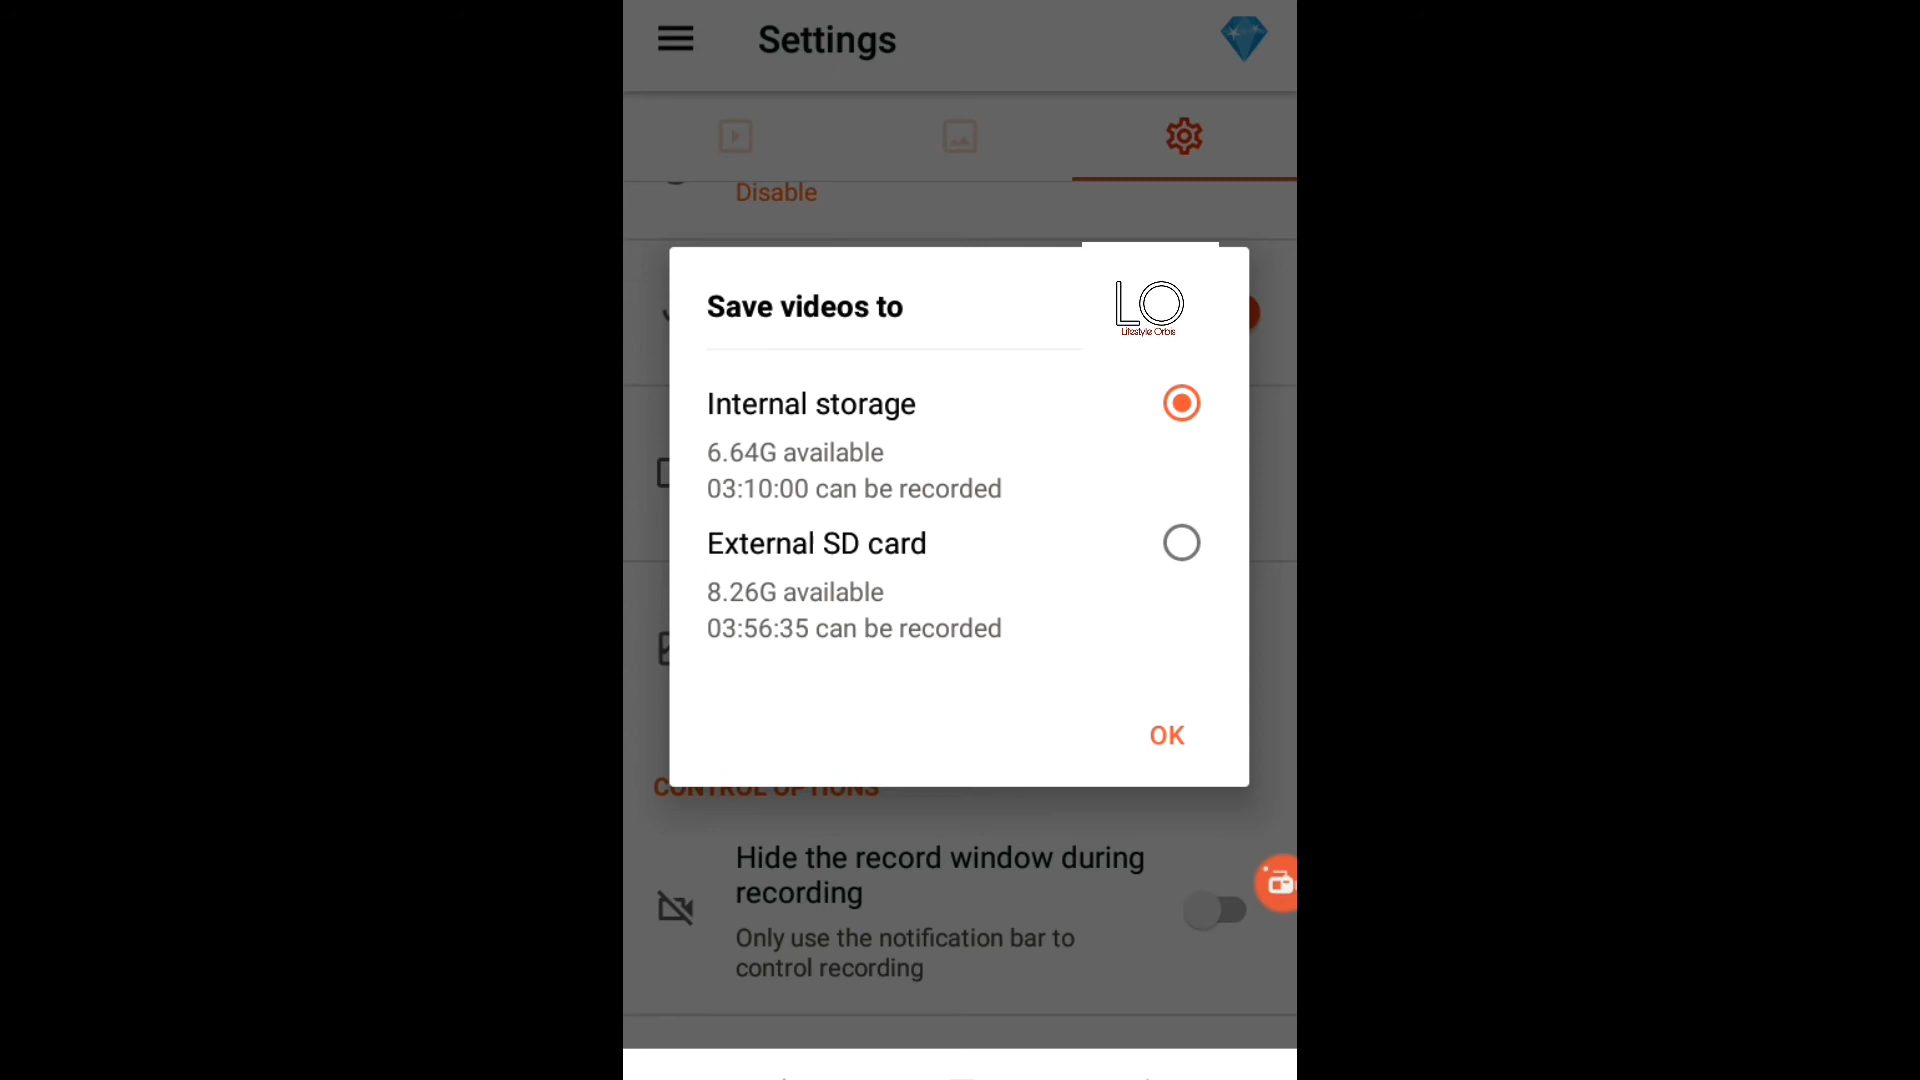 Settings
Disable
Save videos to
LO
Lifestyle Orbis
Internal storage
6.64G available
03:10:00 can be recorded
External SD card
8.26G available
03:56:35 can be recorded
OK
CONTROL OPTIONS
Hide the record window during
recording
Only use the notification bar to
control recording